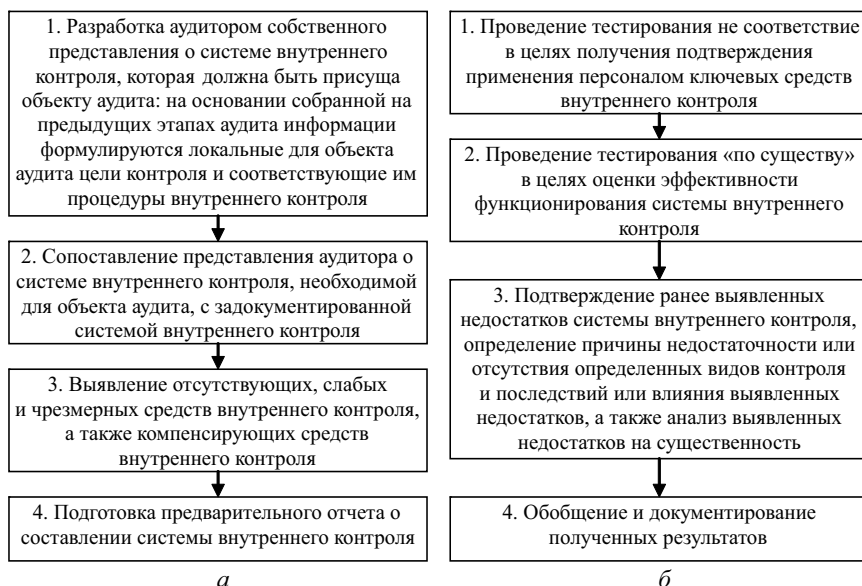 1. Разработка аудитором собственного
представления о системе внутреннего
контроля, которая должна быть присуща
объекту аудита: на основании собранной на
предыдущих этапах аудита информации
формулируются локальные для объекта
аудита цели контроля и соответствующие им
процедуры внутреннего контроля
2. Сопоставление представления аудитора о
системе внутреннего контроля, необходимой
для объекта аудита, с задокументированной
системой внутреннего контроля
3. Выявление отсутствующих, слабых
и чрезмерных средств внутреннего контроля,
а также компенсирующих средств
внутреннего контроля
4. Подготовка предварительного отчета о
составлении системы внутреннего контроля
а
1. Проведение тестирования не соответствие
в целях получения подтверждения
применения персоналом ключевых средств
внутреннего контроля
2. Проведение тестирования «по существу»
в целях оценки эффективности
функционирования системы внутреннего
контроля
3. Подтверждение ранее выявленных
недостатков системы внутреннего контроля,
определение причины недостаточности или
отсутствия определенных видов контроля
и последствий или влияния выявленных
недостатков, а также анализ выявленных
недостатков на существенность
4. Обобщение и документирование
полученных результатов
б